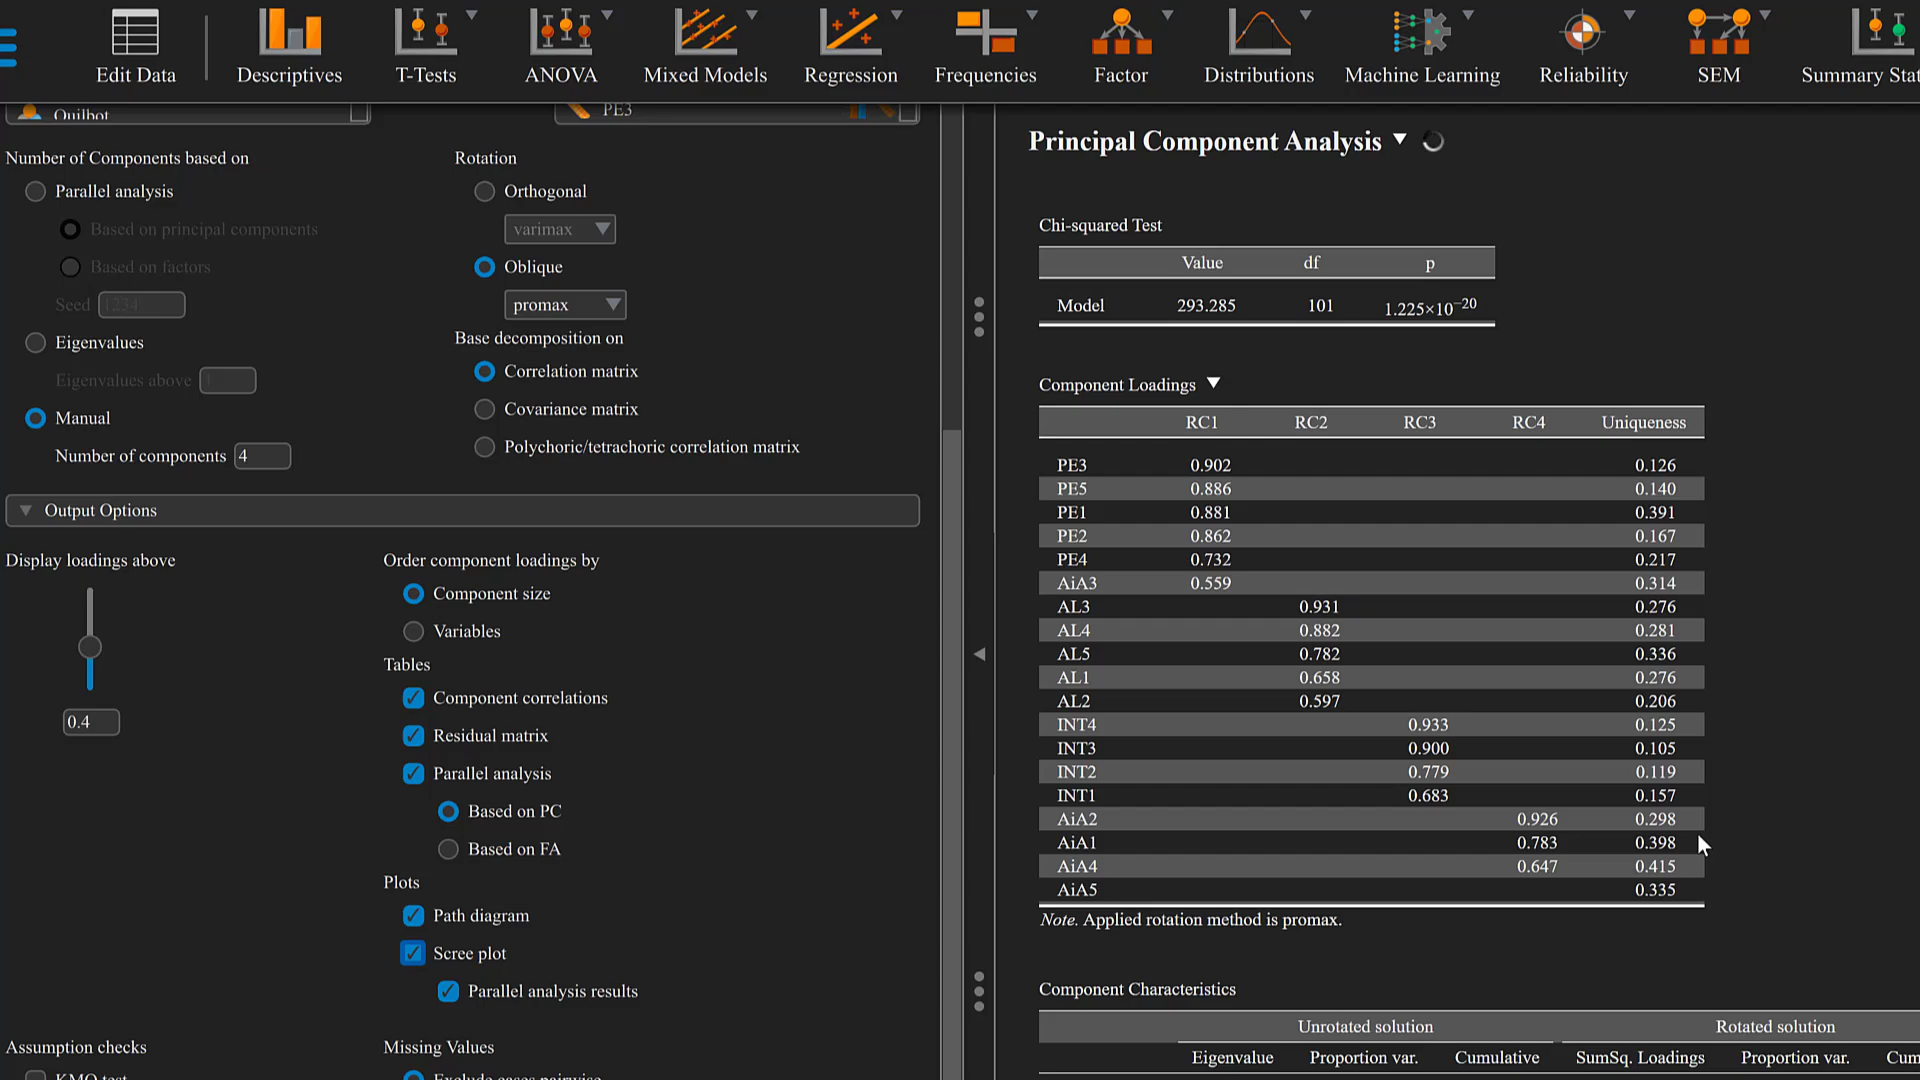 Edit Data
Descriptives
T-Tests
ANOVA
Mixed Models
Regression
Frequencies
Factor
Distributions
Machine Learning
Reliability
SEM
Summary Stat
Quilbot
PE3
Number of Components based on
Parallel analysis
Based on principal components
Based on factors
Seed 1234
Eigenvalues
Eigenvalues above 1
Manual
Number of components 4
Rotation
Orthogonal
varimax
Oblique
promax
Base decomposition on
Correlation matrix
Covariance matrix
Polychoric/tetrachoric correlation matrix
Output Options
Display loadings above
0.4
Order component loadings by
Component size
Variables
Tables
Component correlations
Residual matrix
Parallel analysis
Based on PC
Based on FA
Plots
Path diagram
Scree plot
Parallel analysis results
Assumption checks
KMO test
Missing Values
Exclude cases pairwise
Principal Component Analysis
Chi-squared Test
Value df p
Model 293.285 101 1.225×10⁻²⁰
Component Loadings
RC1 RC2 RC3 RC4 Uniqueness
PE3 0.902 0.126
PE5 0.886 0.140
PE1 0.881 0.391
PE2 0.862 0.167
PE4 0.732 0.217
AiA3 0.559 0.314
AL3 0.931 0.276
AL4 0.882 0.281
AL5 0.782 0.336
AL1 0.658 0.276
AL2 0.597 0.206
INT4 0.933 0.125
INT3 0.900 0.105
INT2 0.779 0.119
INT1 0.683 0.157
AiA2 0.926 0.298
AiA1 0.783 0.398
AiA4 0.647 0.415
AiA5 0.335
Note. Applied rotation method is promax.
Component Characteristics
Unrotated solution Rotated solution
Eigenvalue Proportion var. Cumulative SumSq. Loadings Proportion var. Cum